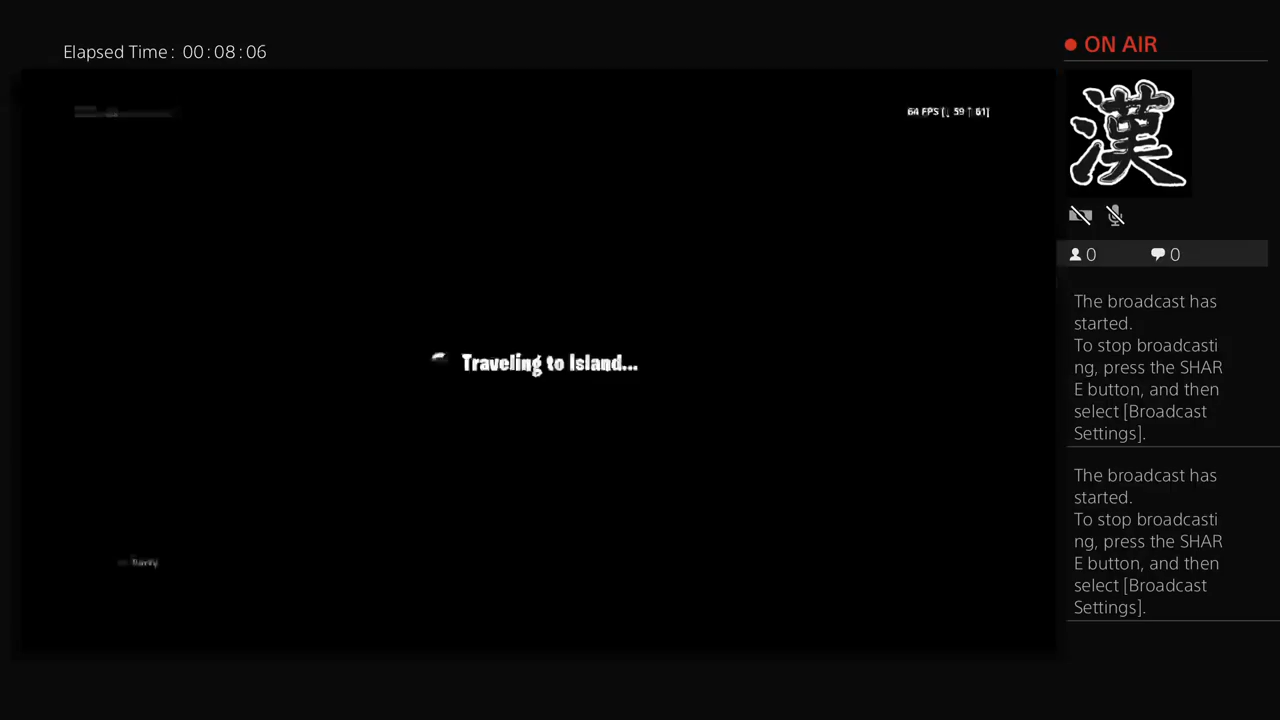 Elapsed Time: 00:08:06
ON AIR
64 FPS [↓ 59 ↑ 61]
漢
0 0
The broadcast has
started.
To stop broadcasti
ng, press the SHAR
E button, and then
select [Broadcast
Settings].
Traveling to Island...
The broadcast has
started.
To stop broadcasti
ng, press the SHAR
E button, and then
select [Broadcast
Settings].